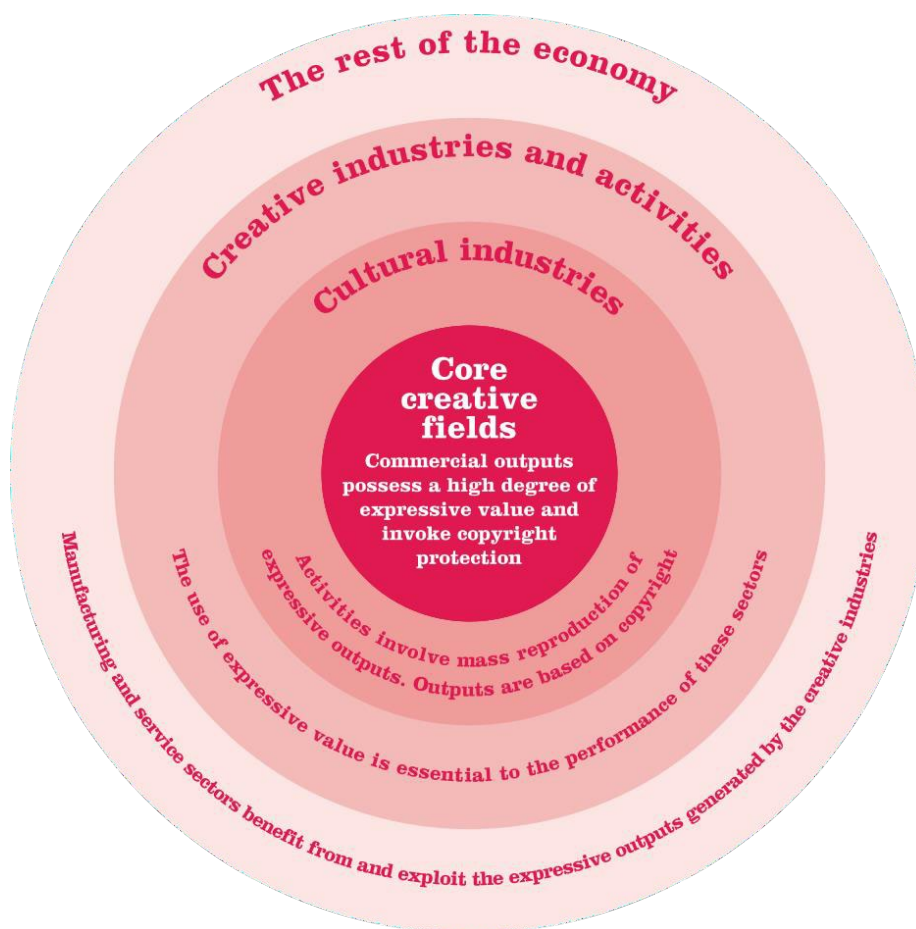 The rest of the economy
Creative industries and activities
Cultural industries
Core
creative
fields
Commercial outputs
possess a high degree of
expressive value and
invoke copyright
protection
Activities involve mass reproduction of
expressive outputs. Outputs are based on copyright
The use of expressive value is essential to the performance of these sectors
Manufacturing and service sectors benefit from and exploit the expressive outputs generated by the creative industries